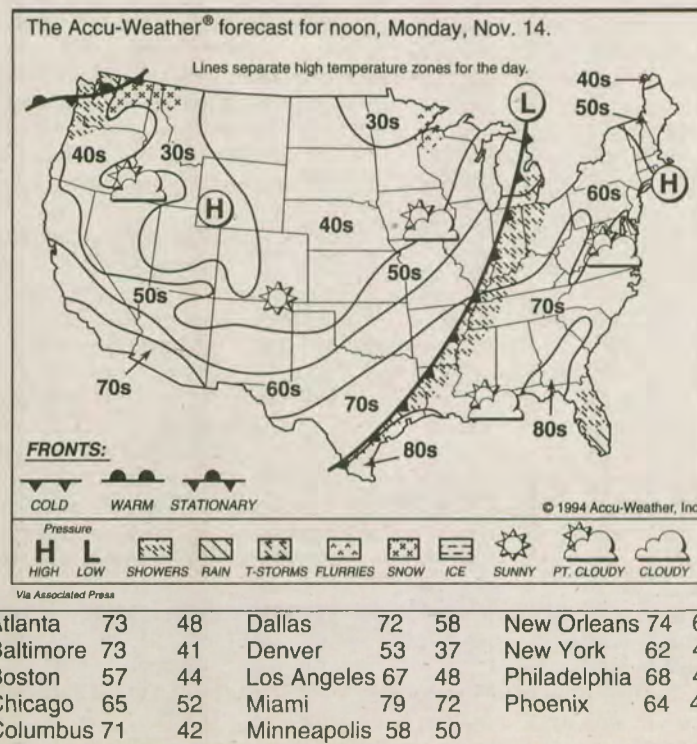 The Accu-Weather® forecast for noon, Monday, Nov. 14.
Lines separate high temperature zones for the day.
L
40s
50s
30s
40s
30s
H
60s
H
40s
50s
50s
70s
70s
60s
70s
80s
80s
FRONTS:
COLD WARM STATIONARY
© 1994 Accu-Weather, Inc
Pressure
H L
HIGH LOW SHOWERS RAIN T-STORMS FLURRIES SNOW ICE SUNNY PT. CLOUDY CLOUDY
Via Associated Press
Atlanta 73 48 Dallas 72 58 New Orleans 74
Baltimore 73 41 Denver 53 37 New York 62
Boston 57 44 Los Angeles 67 48 Philadelphia 68
Chicago 65 52 Miami 79 72 Phoenix 64
Columbus 71 42 Minneapolis 58 50